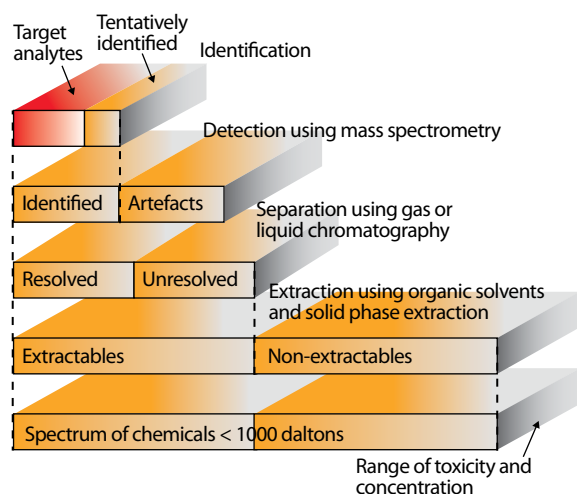 Target
analytes
Tentatively
identified
Identification
Detection using mass spectrometry
Identified
Artefacts
Separation using gas or
liquid chromatography
Resolved
Unresolved
Extraction using organic solvents
and solid phase extraction
Extractables
Non-extractables
Spectrum of chemicals < 1000 daltons
Range of toxicity and
concentration